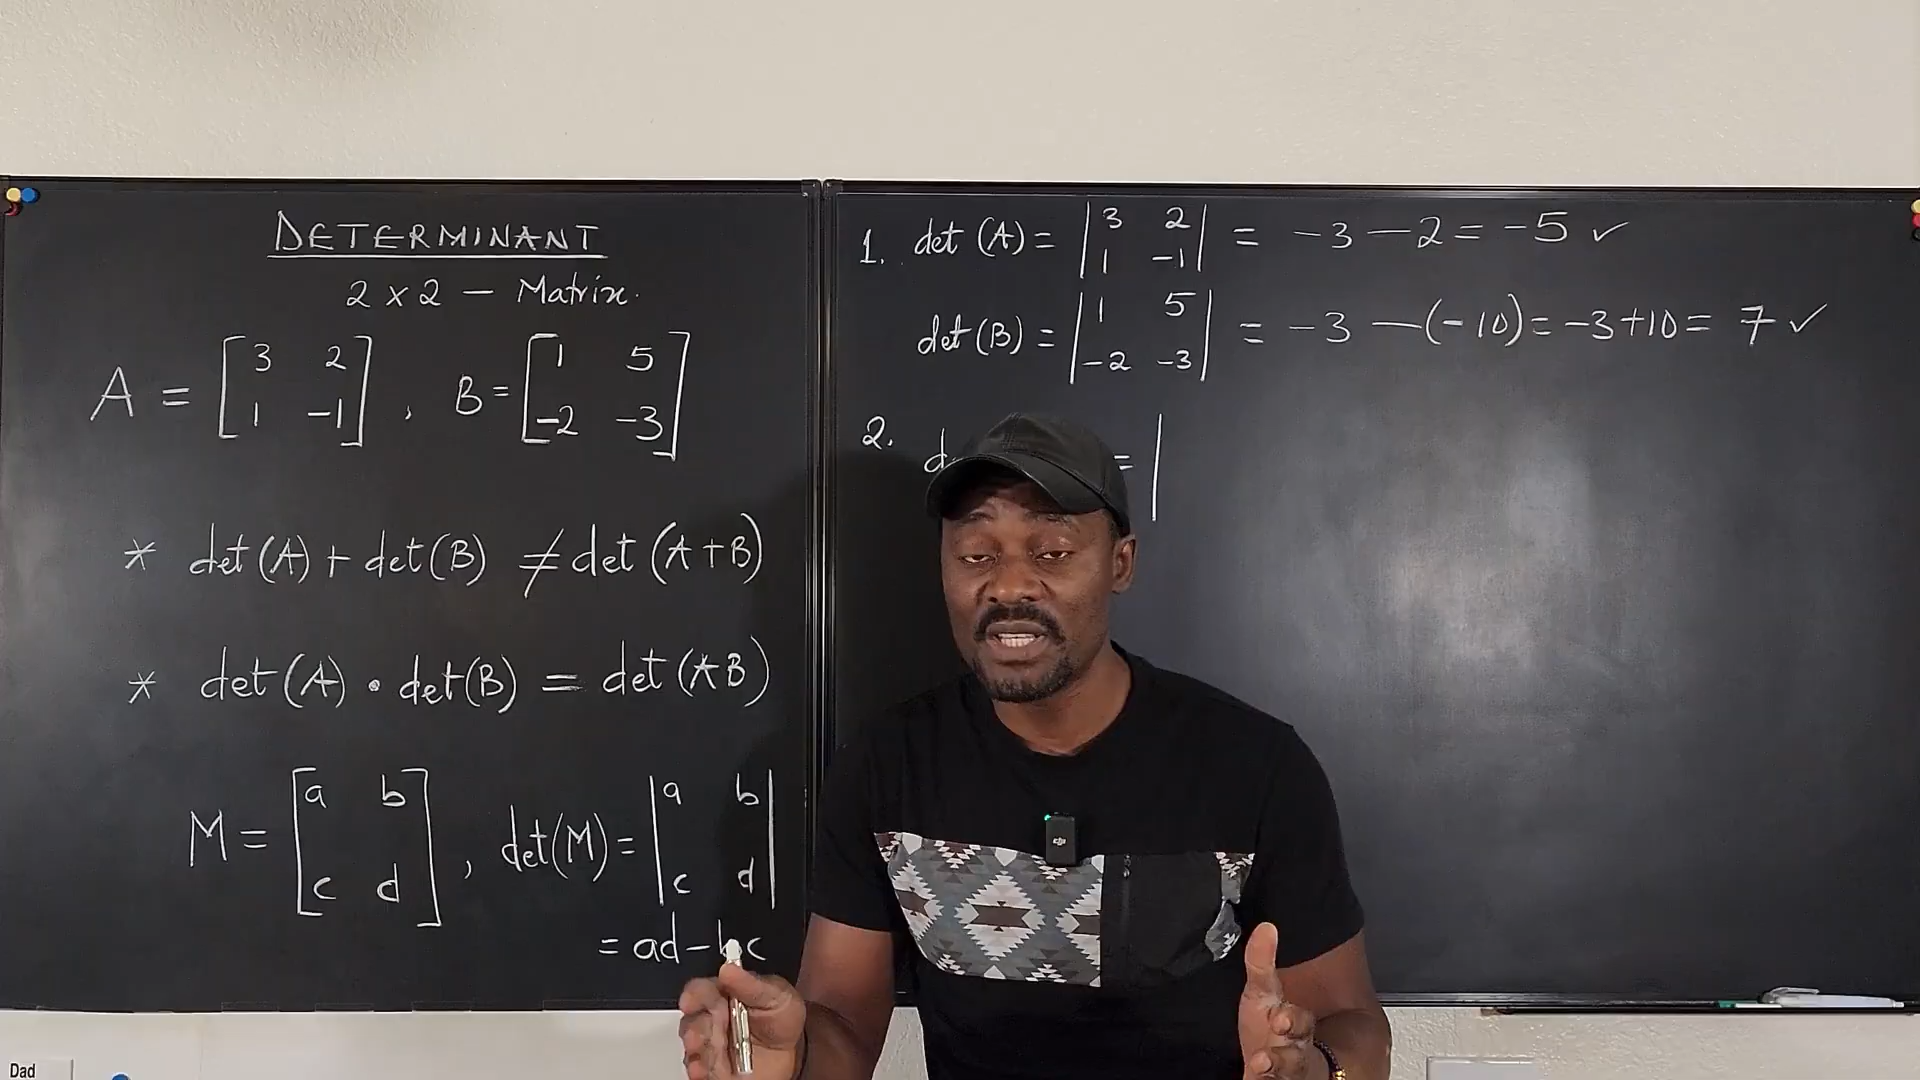 DETERMINANT
2 x 2 - Matrix.
A = [3 2; 1 -1], B = [1 5; -2 -3]
* det(A) + det(B) ≠ det(A+B)
* det(A) • det(B) = det(AB)
M = [a b; c d], det(M) = |a b; c d|
= ad - bc
1. det(A) = |3 2; 1 -1| = -3 - 2 = -5 ✓
det(B) = |1 5; -2 -3| = -3 - (-10) = -3+10 = 7 ✓
2. d = |
dji
Dad